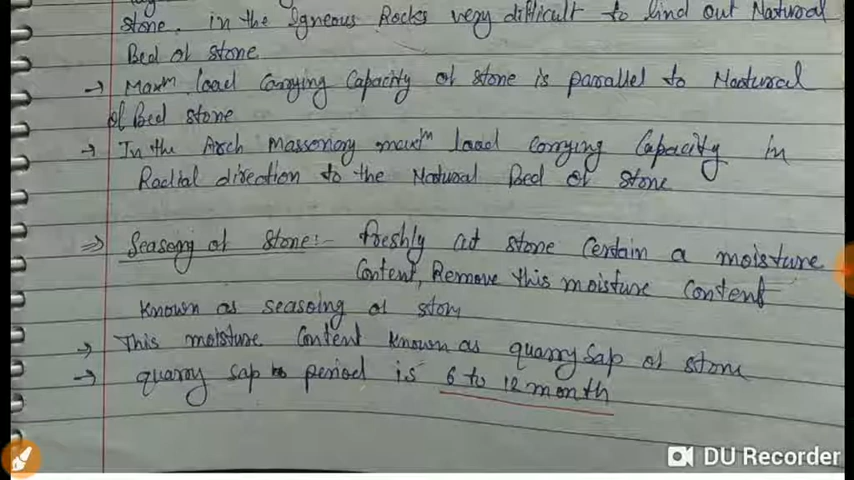 stone. in the Igneous Rocks very difficult to find out Natural
Bed of stone
→ Maxm load Carrying Capacity of stone is parallel to Naatural
of Bed stone
→ In the Arch Massonary maxm load carrying Capacity in
Radial direction to the Natural Bed of stone
⇒ Seasong of stone:- freshly cut stone Certain a moisture
Content, Remove this moisture content
Known as seasoing of ston
→ This moisture Content Known as quarry sap of stone
→ quarry sap period is 6 to 12 month
DU Recorder